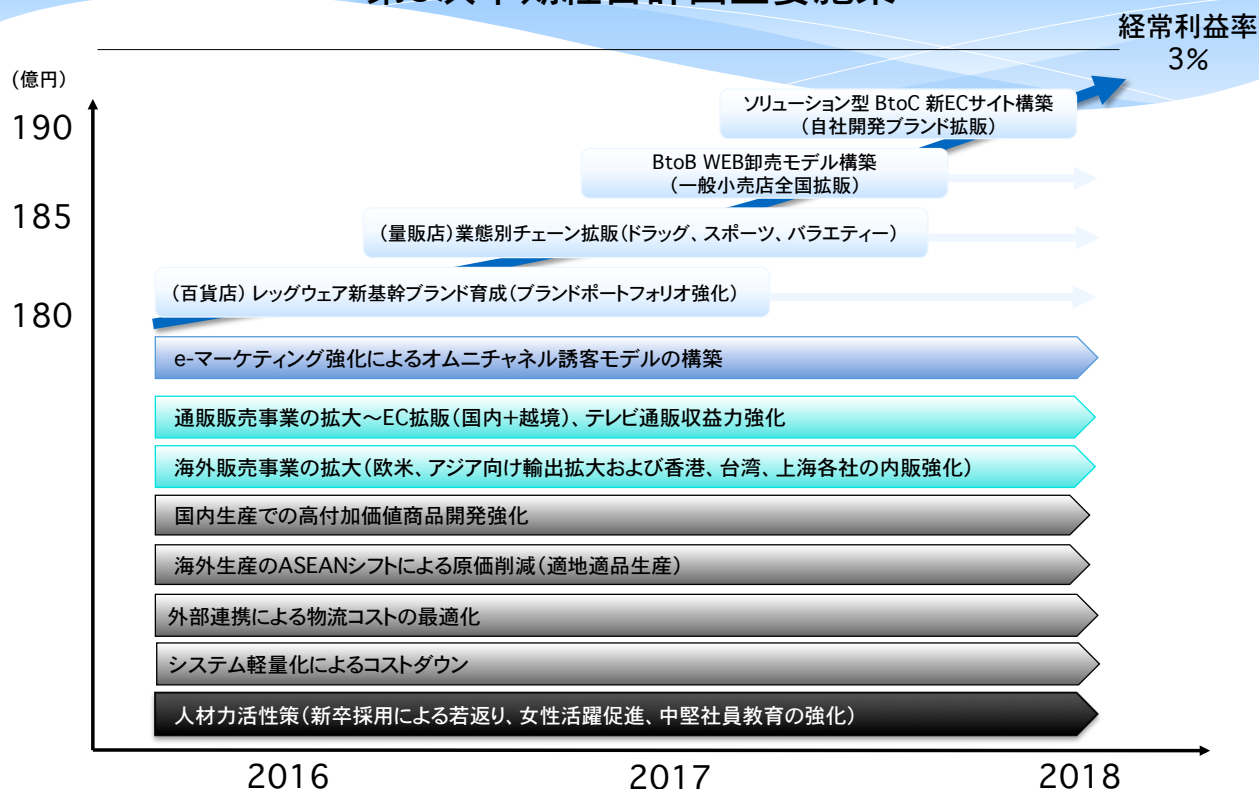 経常利益率
3%
(億円)
190
185
180
ソリューション型 BtoC 新ECサイト構築
(自社開発ブランド拡販)
BtoB WEB卸売モデル構築
(一般小売店全国拡販)
(量販店)業態別チェーン拡販(ドラッグ、スポーツ、バラエティー)
(百貨店) レッグウェア新基幹ブランド育成(ブランドポートフォリオ強化)
e-マーケティング強化によるオムニチャネル誘客モデルの構築
通販販売事業の拡大～EC拡販(国内+越境)、テレビ通販収益力強化
海外販売事業の拡大(欧米、アジア向け輸出拡大および香港、台湾、上海各社の内販強化)
国内生産での高付加価値商品開発強化
海外生産のASEANシフトによる原価削減(適地適品生産)
外部連携による物流コストの最適化
システム軽量化によるコストダウン
人材力活性策(新卒採用による若返り、女性活躍促進、中堅社員教育の強化)
2016
2017
2018